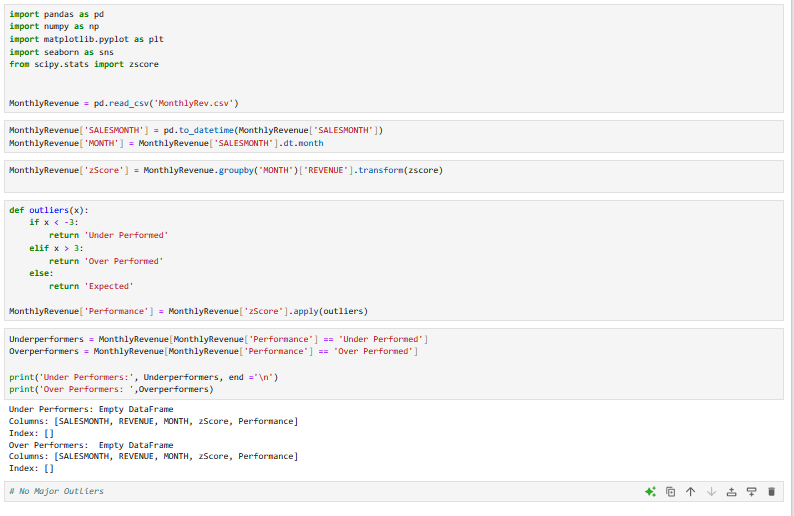 import pandas as pd
import numpy as np
import matplotlib.pyplot as plt
import seaborn as sns
from scipy.stats import zscore
MonthlyRevenue = pd.read_csv('MonthlyRev.csv')
MonthlyRevenue['SALESMONTH'] = pd.to_datetime(MonthlyRevenue['SALESMONTH'])
MonthlyRevenue['MONTH'] = MonthlyRevenue['SALESMONTH'].dt.month
MonthlyRevenue['zScore'] = MonthlyRevenue.groupby('MONTH')['REVENUE'].transform(zscore)
def outliers(x):
    if x < -3:
        return 'Under Performed'
    elif x > 3:
        return 'Over Performed'
    else:
        return 'Expected'
MonthlyRevenue['Performance'] = MonthlyRevenue['zScore'].apply(outliers)
Underperformers = MonthlyRevenue[MonthlyRevenue['Performance'] == 'Under Performed']
Overperformers = MonthlyRevenue[MonthlyRevenue['Performance'] == 'Over Performed']
print('Under Performers:', Underperformers, end ='\n')
print('Over Performers: ',Overperformers)
Under Performers: Empty DataFrame
Columns: [SALESMONTH, REVENUE, MONTH, zScore, Performance]
Index: []
Over Performers:  Empty DataFrame
Columns: [SALESMONTH, REVENUE, MONTH, zScore, Performance]
Index: []
# No Major Outliers